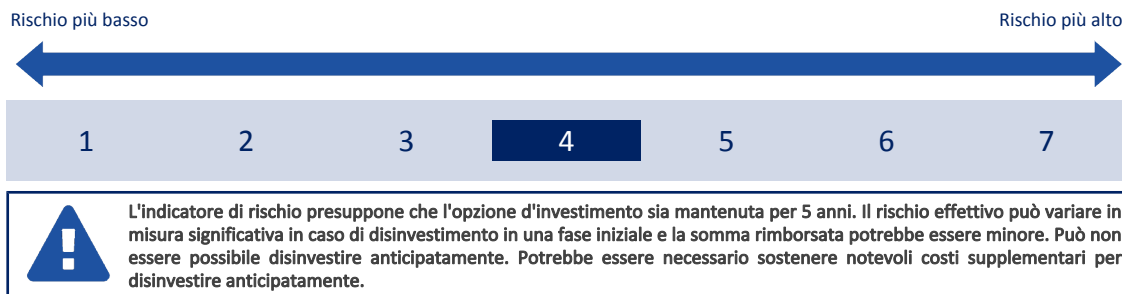 Rischio più basso Rischio più alto
1 2 3 4 5 6 7
L'indicatore di rischio presuppone che l'opzione d'investimento sia mantenuta per 5 anni. Il rischio effettivo può variare in
misura significativa in caso di disinvestimento in una fase iniziale e la somma rimborsata potrebbe essere minore. Può non
essere possibile disinvestire anticipatamente. Potrebbe essere necessario sostenere notevoli costi supplementari per
disinvestire anticipatamente.